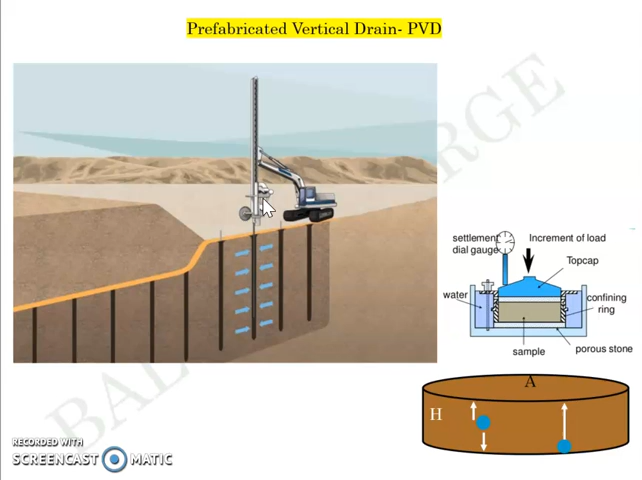 Prefabricated Vertical Drain- PVD
settlement
dial gauge
Increment of load
Topcap
water
confining
ring
sample
porous stone
A
H
RECORDED WITH
SCREENCAST MATIC